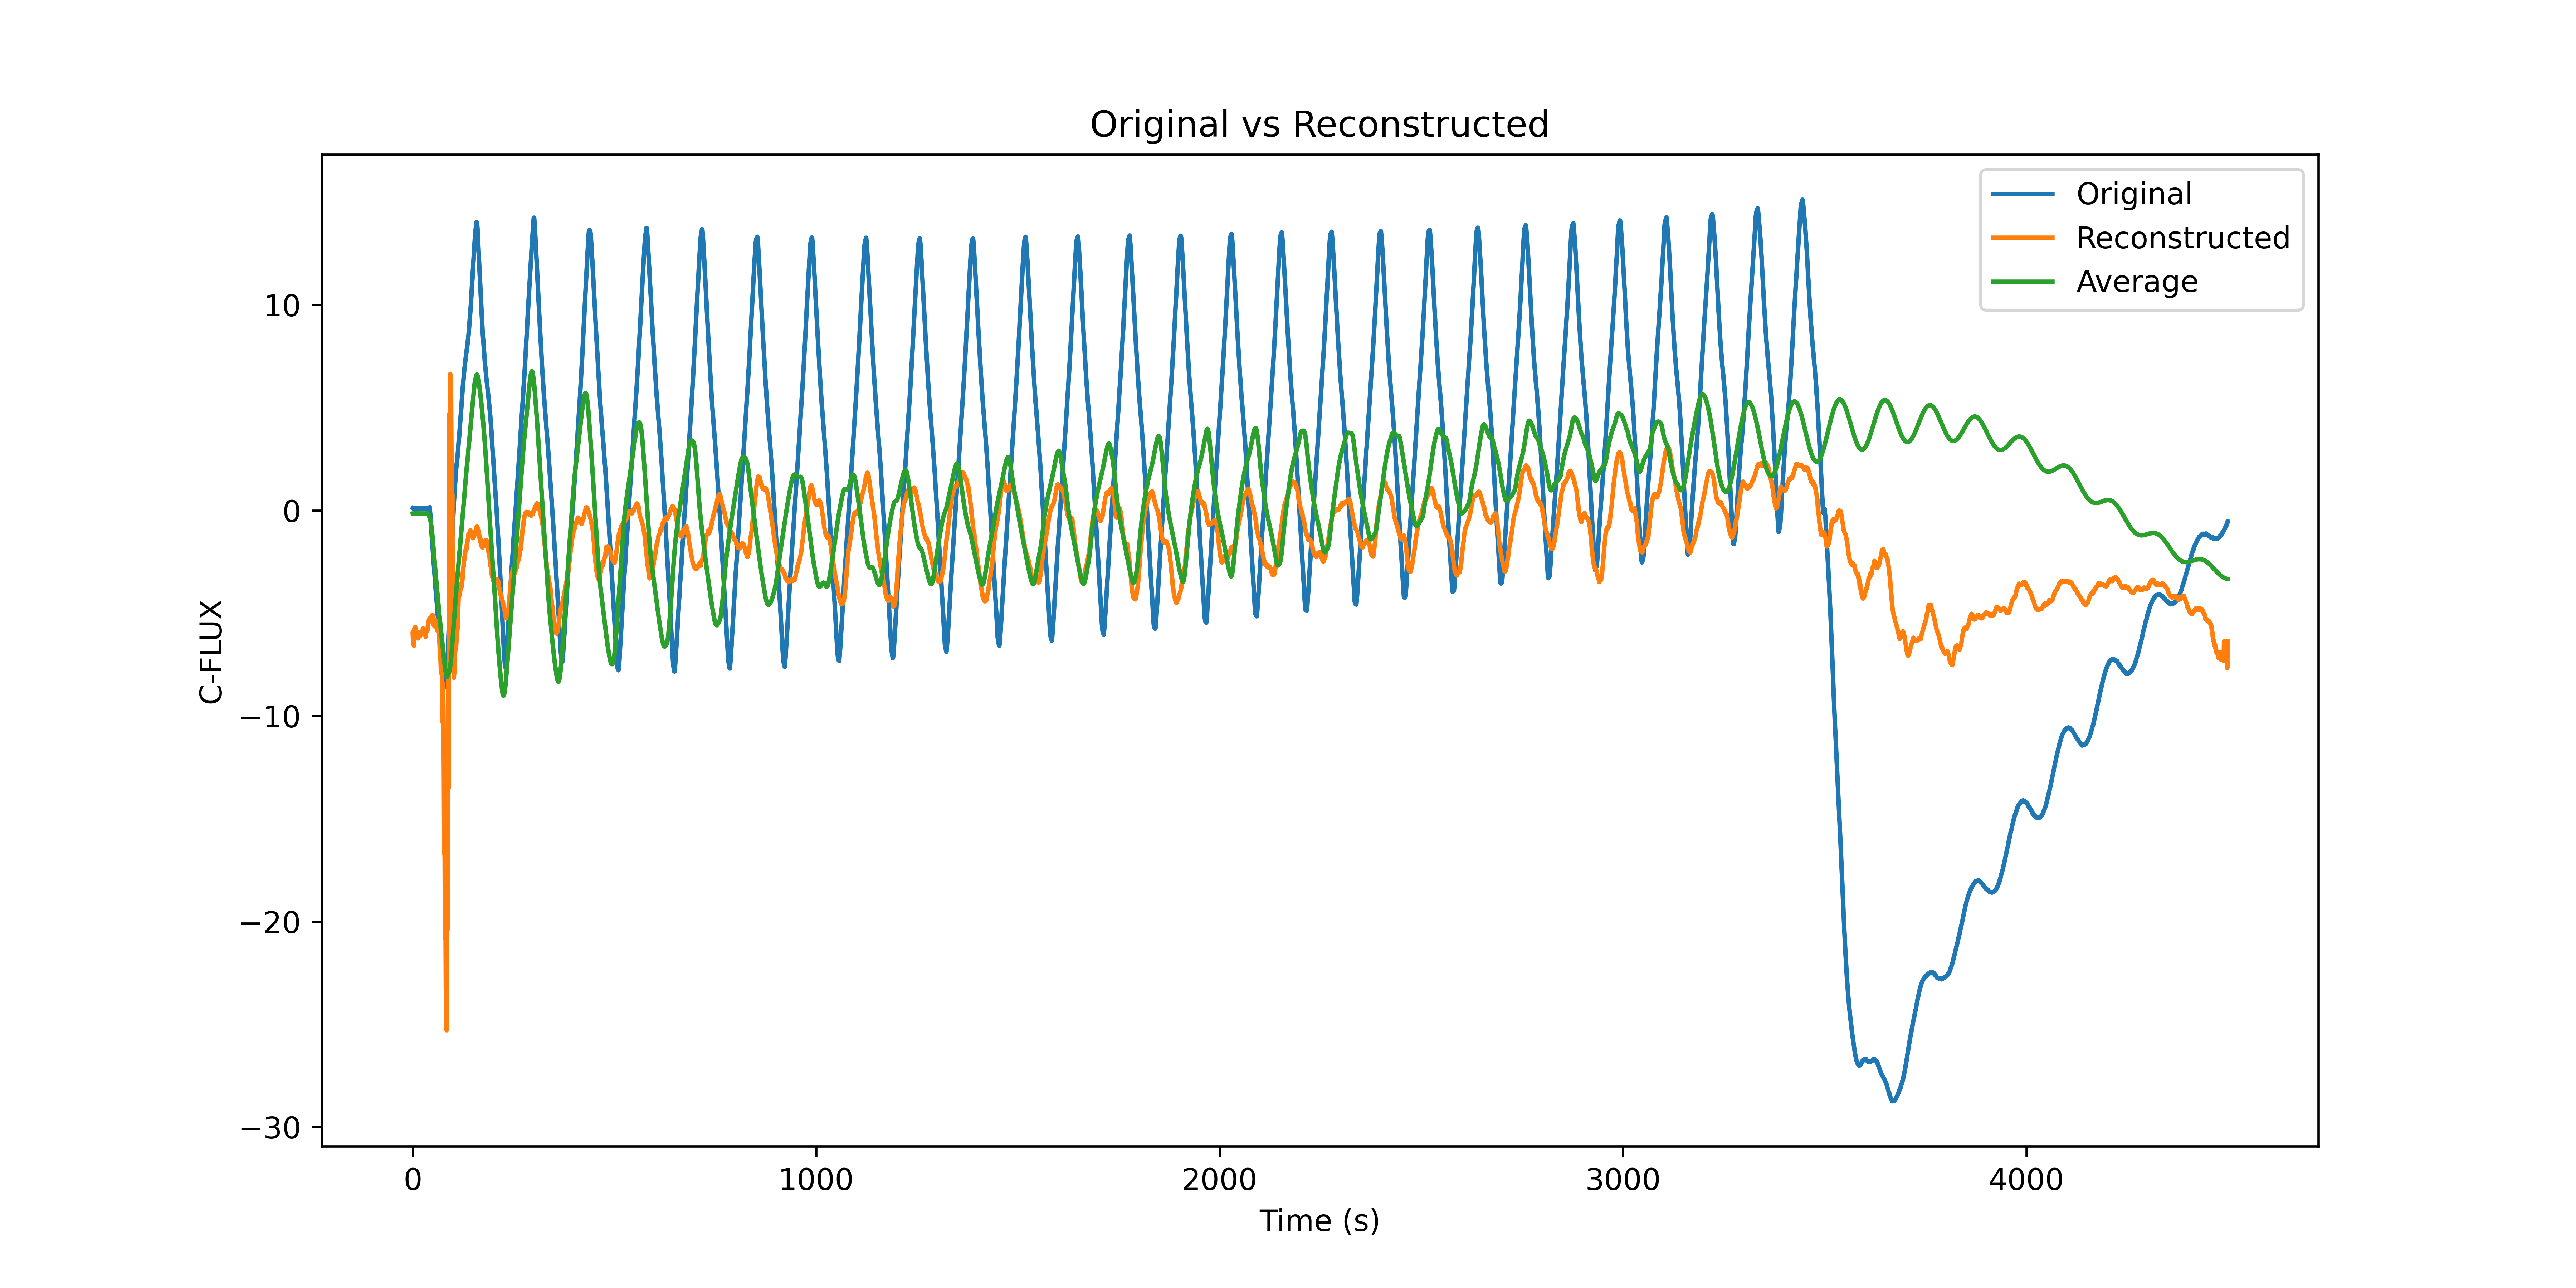 Original vs Reconstructed
Original
Reconstructed
Average
10
0
−10
−20
−30
C-FLUX
0
1000
2000
3000
4000
Time (s)